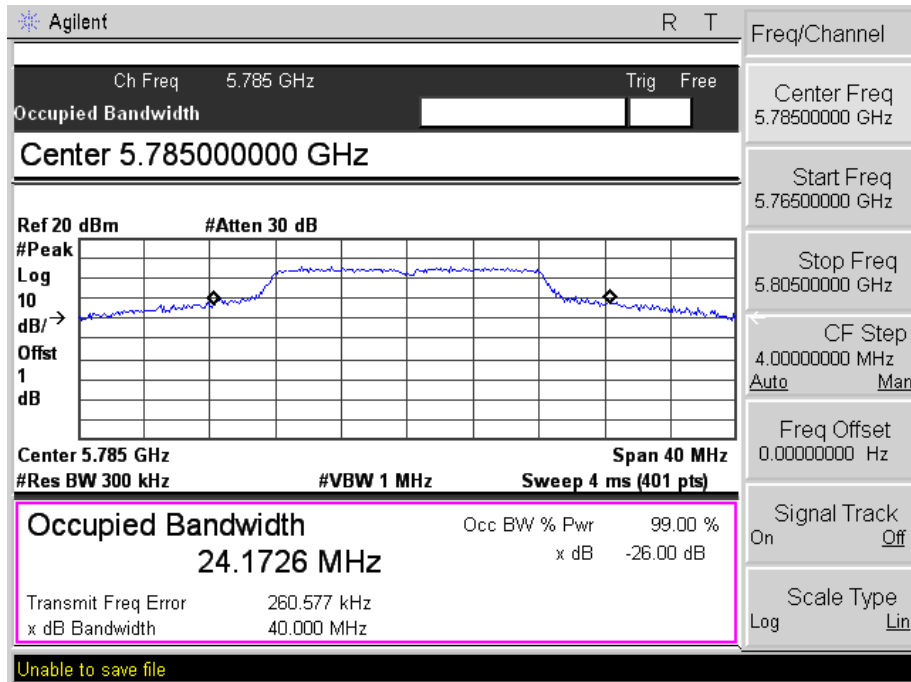 Agilent R T
Freq/Channel
Ch Freq 5.785 GHz Trig Free
Occupied Bandwidth
Center 5.785000000 GHz
Ref 20 dBm #Atten 30 dB
#Peak
Log
10
dB/
Offst
1
dB
Center 5.785 GHz Span 40 MHz
#Res BW 300 kHz #VBW 1 MHz Sweep 4 ms (401 pts)
Occupied Bandwidth
24.1726 MHz
Occ BW % Pwr 99.00 %
x dB -26.00 dB
Transmit Freq Error 260.577 kHz
x dB Bandwidth 40.000 MHz
Unable to save file
Center Freq
5.78500000 GHz
Start Freq
5.76500000 GHz
Stop Freq
5.80500000 GHz
CF Step
4.00000000 MHz
Auto Man
Freq Offset
0.00000000 Hz
Signal Track
On Off
Scale Type
Log Lin